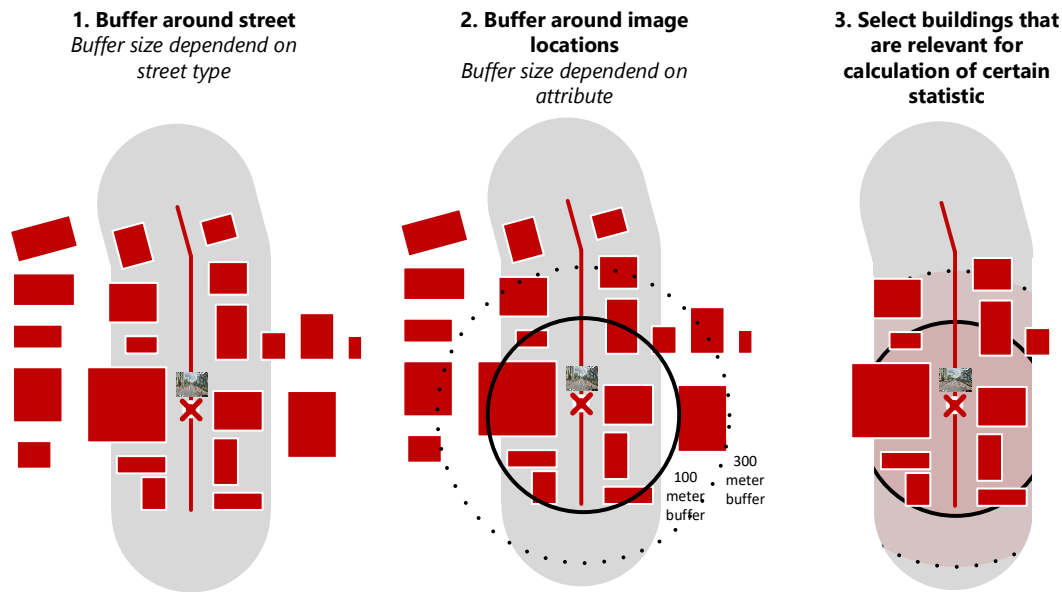 1. Buffer around street
Buffer size dependend on
street type
2. Buffer around image
locations
Buffer size dependend on
attribute
3. Select buildings that
are relevant for
calculation of certain
statistic
100
meter
buffer
300
meter
buffer